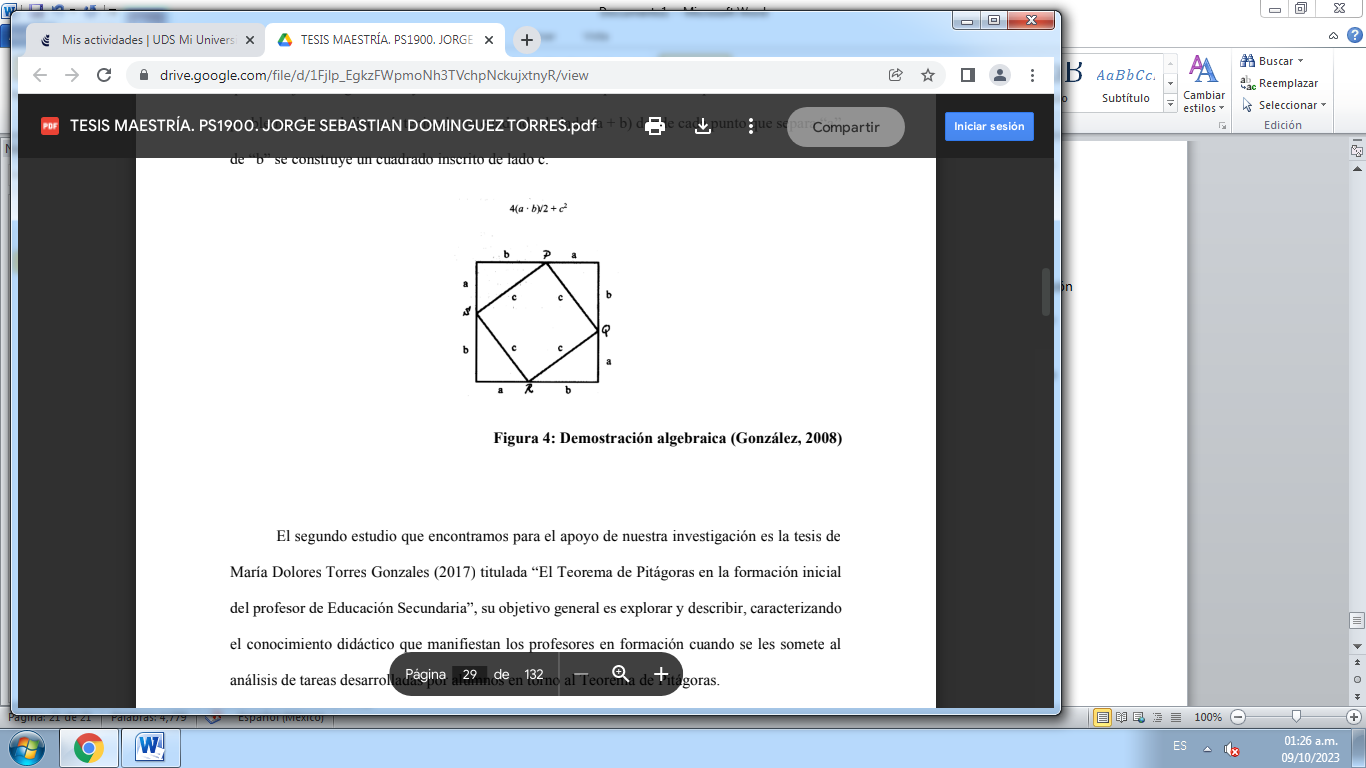 Mis actividades | UDS Mi Univers
TESIS MAESTRÍA. PS1900. JORGE
drive.google.com/file/d/1FjIp_EgkzFWpmoNh3TVchpNckujxtnyR/view
TESIS MAESTRÍA. PS1900. JORGE SEBASTIAN DOMINGUEZ TORRES.pdf
Compartir
Iniciar sesión
de “b” se construye un cuadrado inscrito de lado c.
4(a · b)/2 + c²
b P a
a c c b
S Q
b c c a
a R b
Figura 4: Demostración algebraica (González, 2008)
El segundo estudio que encontramos para el apoyo de nuestra investigación es la tesis de
María Dolores Torres Gonzales (2017) titulada “El Teorema de Pitágoras en la formación inicial
del profesor de Educación Secundaria”, su objetivo general es explorar y describir, caracterizando
el conocimiento didáctico que manifiestan los profesores en formación cuando se les somete al
análisis de tareas desarrolladas por alumnos en torno al Teorema de Pitágoras.
Página 29 de 132
AaBbCc.
Subtítulo
Cambiar
estilos
Buscar
Reemplazar
Seleccionar
Edición
Página: 21 de 21
Palabras: 4,779
Español (México)
100%
ES
01:26 a.m.
09/10/2023